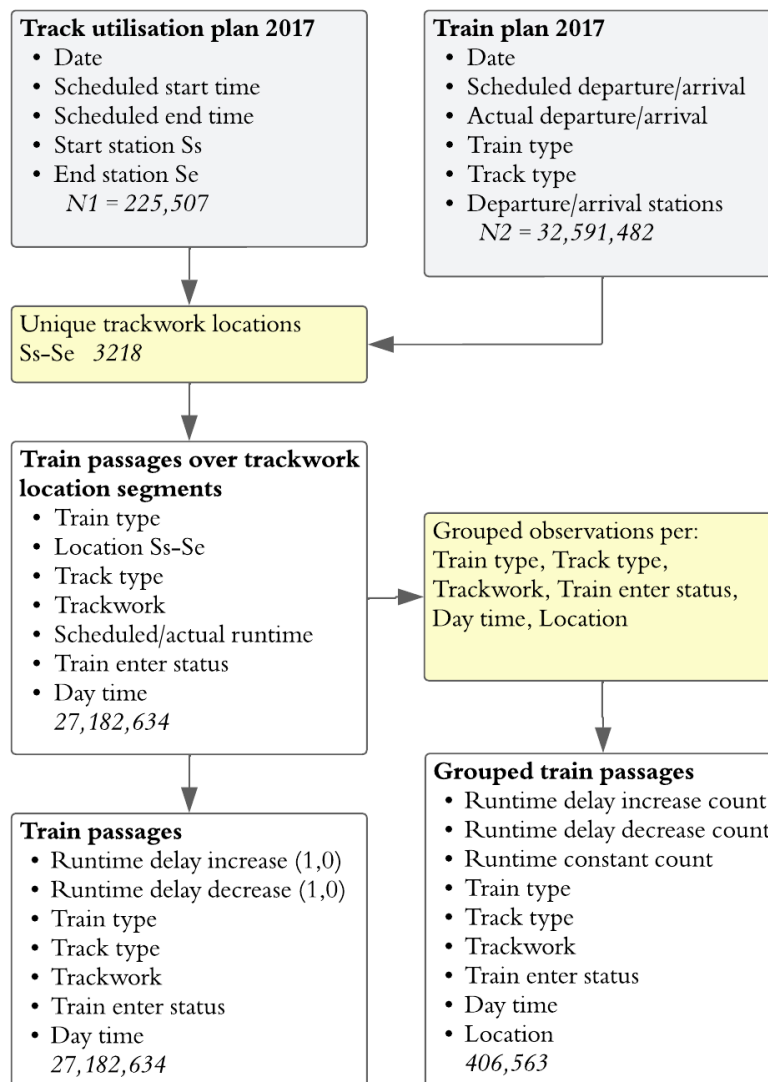 Track utilisation plan 2017
• Date
• Scheduled start time
• Scheduled end time
• Start station Ss
• End station Se
N1 = 225,507
Train plan 2017
• Date
• Scheduled departure/arrival
• Actual departure/arrival
• Train type
• Track type
• Departure/arrival stations
N2 = 32,591,482
Unique trackwork locations
Ss-Se 3218
Train passages over trackwork
location segments
• Train type
• Location Ss-Se
• Track type
• Trackwork
• Scheduled/actual runtime
• Train enter status
• Day time
27,182,634
Grouped observations per:
Train type, Track type,
Trackwork, Train enter status,
Day time, Location
Train passages
• Runtime delay increase (1,0)
• Runtime delay decrease (1,0)
• Train type
• Track type
• Trackwork
• Train enter status
• Day time
27,182,634
Grouped train passages
• Runtime delay increase count
• Runtime delay decrease count
• Runtime constant count
• Train type
• Track type
• Trackwork
• Train enter status
• Day time
• Location
406,563